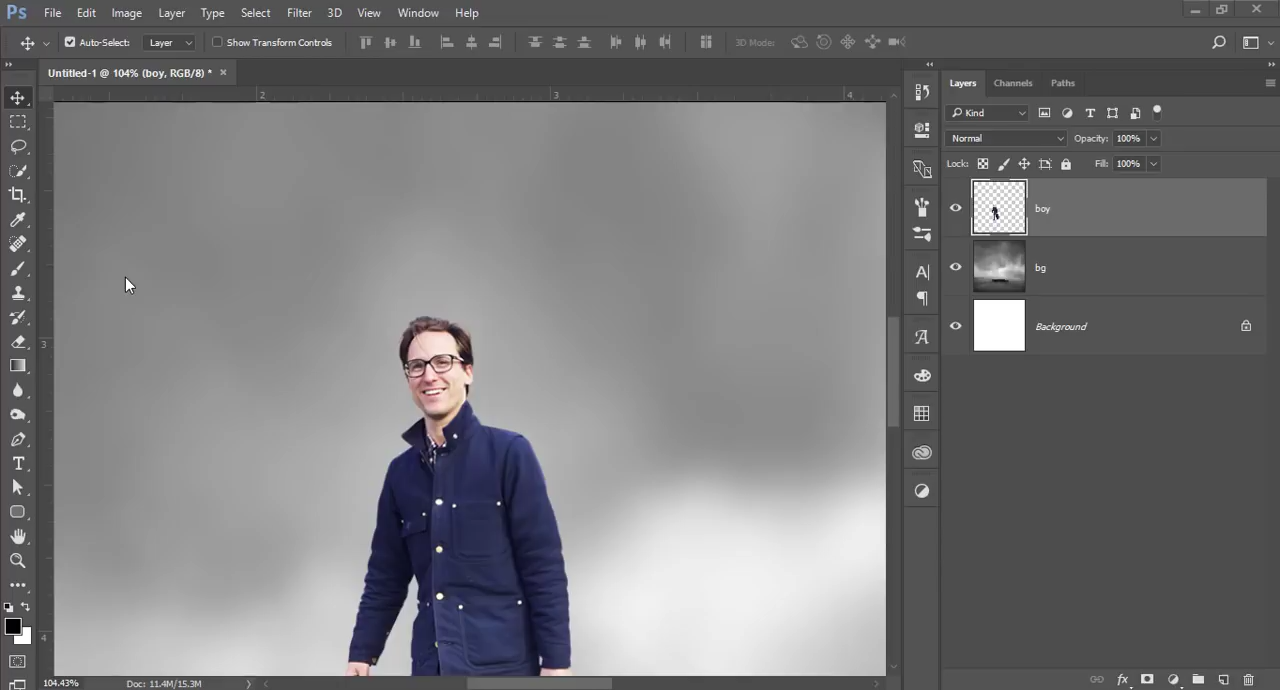 Ps File Edit Image Layer Type Select Filter 3D View Window Help
Auto-Select: Layer Show Transform Controls 3D Mode:
Untitled-1 @ 104% (boy, RGB/8) * ×
Layers Channels Paths
2 3 4
Kind
Normal Opacity: 100%
Lock: Fill: 100%
boy
bg
3
Background
4
104.43% Doc: 11.4M/15.3M